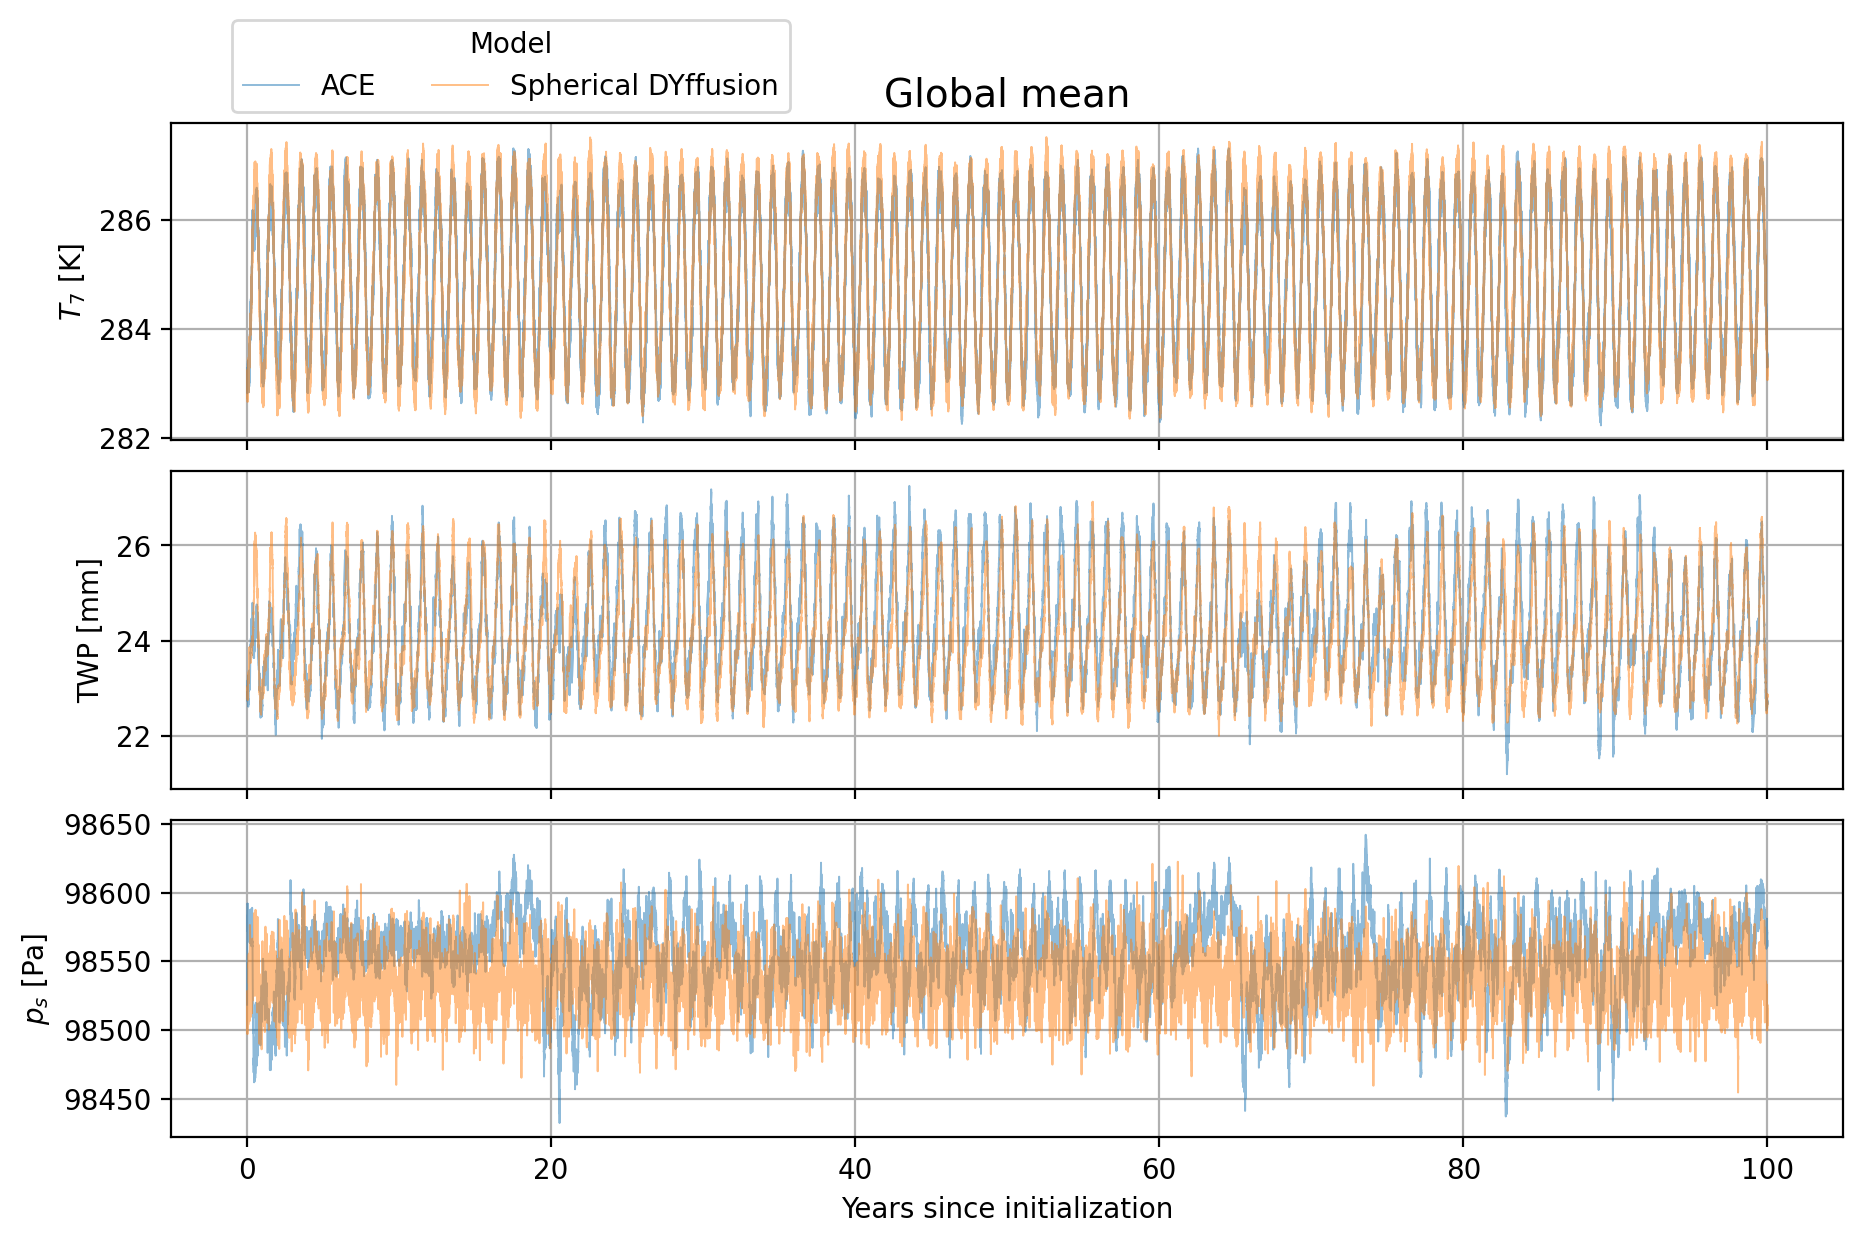 Model
ACE
Spherical DYffusion
Global mean
286
284
282
T₇ [K]
26
24
22
TWP [mm]
98650
98600
98550
98500
98450
pₛ [Pa]
0
20
40
60
80
100
Years since initialization